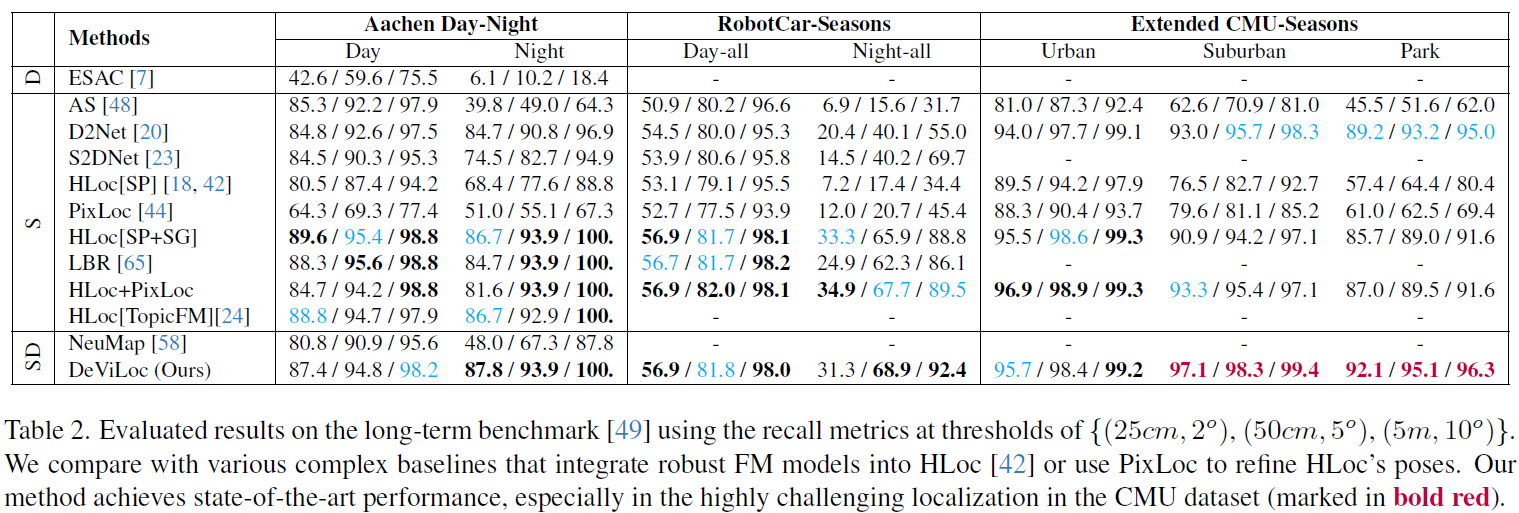 Methods Aachen Day-Night RobotCar-Seasons Extended CMU-Seasons
Day Night Day-all Night-all Urban Suburban Park
D ESAC [7] 42.6 / 59.6 / 75.5 6.1 / 10.2 / 18.4 - - - - -
S
AS [48] 85.3 / 92.2 / 97.9 39.8 / 49.0 / 64.3 50.9 / 80.2 / 96.6 6.9 / 15.6 / 31.7 81.0 / 87.3 / 92.4 62.6 / 70.9 / 81.0 45.5 / 51.6 / 62.0
D2Net [20] 84.8 / 92.6 / 97.5 84.7 / 90.8 / 96.9 54.5 / 80.0 / 95.3 20.4 / 40.1 / 55.0 94.0 / 97.7 / 99.1 93.0 / 95.7 / 98.3 89.2 / 93.2 / 95.0
S2DNet [23] 84.5 / 90.3 / 95.3 74.5 / 82.7 / 94.9 53.9 / 80.6 / 95.8 14.5 / 40.2 / 69.7 - - -
HLoc[SP] [18, 42] 80.5 / 87.4 / 94.2 68.4 / 77.6 / 88.8 53.1 / 79.1 / 95.5 7.2 / 17.4 / 34.4 89.5 / 94.2 / 97.9 76.5 / 82.7 / 92.7 57.4 / 64.4 / 80.4
PixLoc [44] 64.3 / 69.3 / 77.4 51.0 / 55.1 / 67.3 52.7 / 77.5 / 93.9 12.0 / 20.7 / 45.4 88.3 / 90.4 / 93.7 79.6 / 81.1 / 85.2 61.0 / 62.5 / 69.4
HLoc[SP+SG] 89.6 / 95.4 / 98.8 86.7 / 93.9 / 100. 56.9 / 81.7 / 98.1 33.3 / 65.9 / 88.8 95.5 / 98.6 / 99.3 90.9 / 94.2 / 97.1 85.7 / 89.0 / 91.6
LBR [65] 88.3 / 95.6 / 98.8 84.7 / 93.9 / 100. 56.7 / 81.7 / 98.2 24.9 / 62.3 / 86.1 - - -
HLoc+PixLoc 84.7 / 94.2 / 98.8 81.6 / 93.9 / 100. 56.9 / 82.0 / 98.1 34.9 / 67.7 / 89.5 96.9 / 98.9 / 99.3 93.3 / 95.4 / 97.1 87.0 / 89.5 / 91.6
HLoc[TopicFM][24] 88.8 / 94.7 / 97.9 86.7 / 92.9 / 100. - - - - -
SD
NeuMap [58] 80.8 / 90.9 / 95.6 48.0 / 67.3 / 87.8 - - - - -
DeViLoc (Ours) 87.4 / 94.8 / 98.2 87.8 / 93.9 / 100. 56.9 / 81.8 / 98.0 31.3 / 68.9 / 92.4 95.7 / 98.4 / 99.2 97.1 / 98.3 / 99.4 92.1 / 95.1 / 96.3
Table 2. Evaluated results on the long-term benchmark [49] using the recall metrics at thresholds of {(25cm, 2°), (50cm, 5°), (5m, 10°)}.
We compare with various complex baselines that integrate robust FM models into HLoc [42] or use PixLoc to refine HLoc's poses. Our
method achieves state-of-the-art performance, especially in the highly challenging localization in the CMU dataset (marked in bold red).